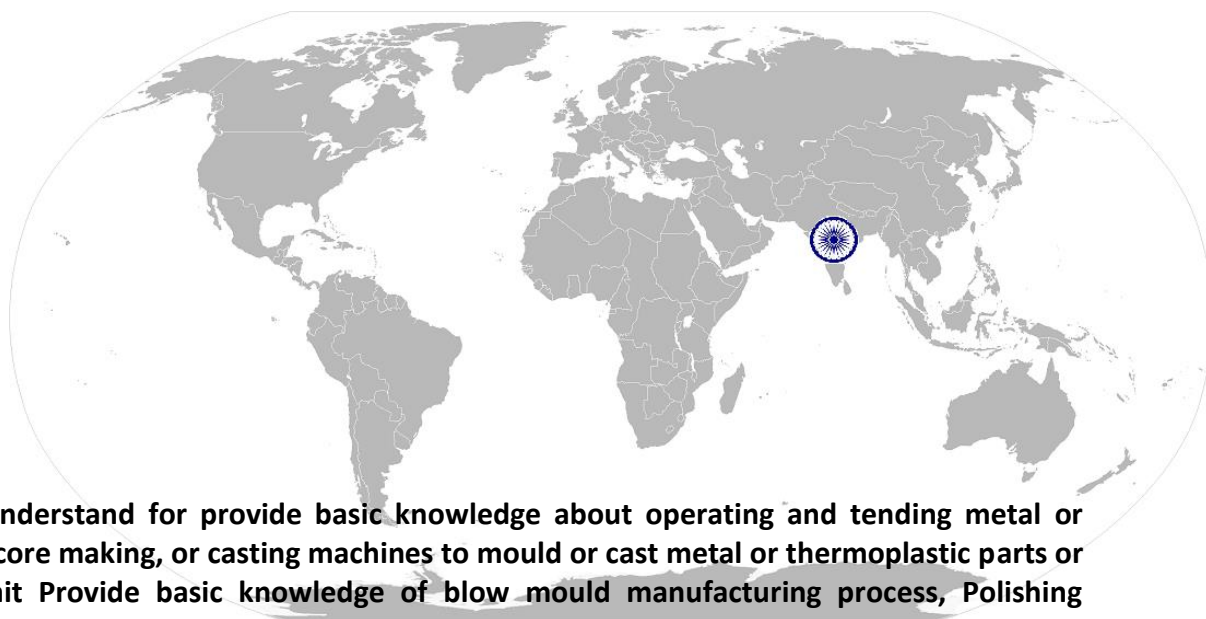 nderstand for provide basic knowledge about operating and tending metal or
core making, or casting machines to mould or cast metal or thermoplastic parts or
nit Provide basic knowledge of blow mould manufacturing process, Polishing